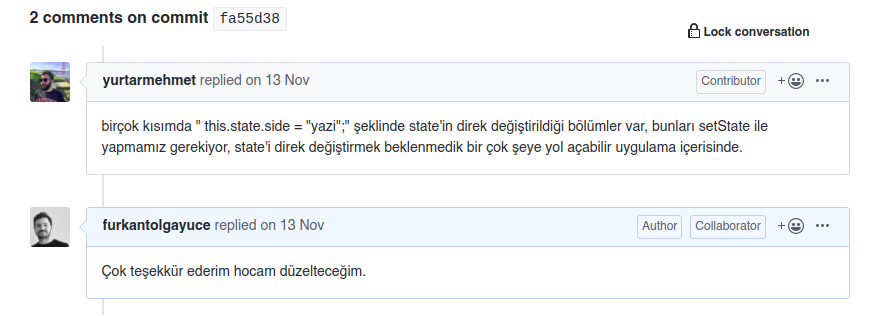 2 comments on commit fa55d38
Lock conversation
yurtarmehmet replied on 13 Nov Contributor
birçok kısımda " this.state.side = "yazi";" şeklinde state'in direk değiştirildiği bölümler var, bunları setState ile
yapmamız gerekiyor, state'i direk değiştirmek beklenmedik bir çok şeye yol açabilir uygulama içerisinde.
furkantolgayuce replied on 13 Nov Author Collaborator
Çok teşekkür ederim hocam düzelteceğim.